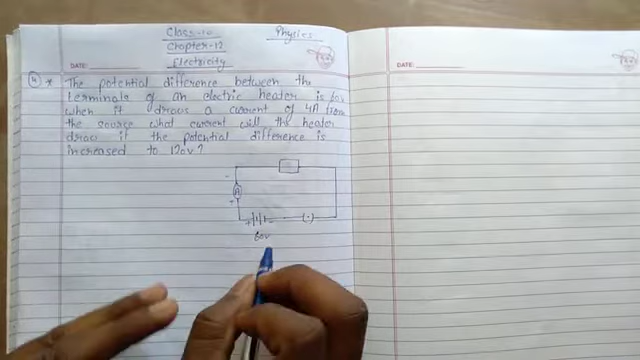 Class-10 Physics
Chapter-12
Electricity
DATE: DATE:
(4) * The potential difference between the
terminals of an electric heater is 60v
when it draws a current of 4A from
the source what current will the heater
draw if the potential difference is
increased to 120v?
-
A
+
+ -
60v